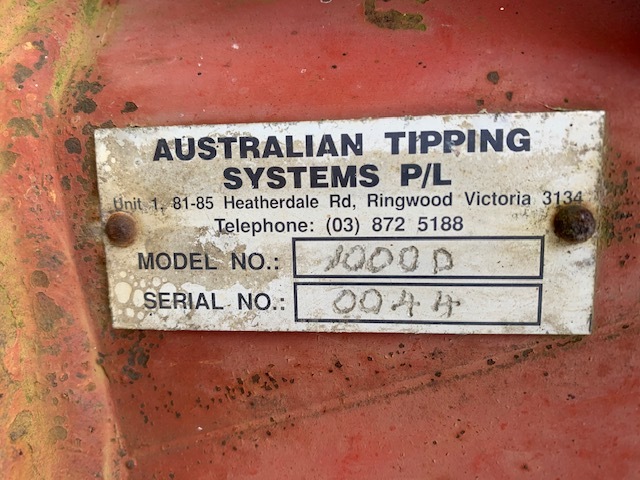 AUSTRALIAN TIPPING
SYSTEMS P/L
Unit 1, 81-85 Heatherdale Rd, Ringwood Victoria 3134
Telephone: (03) 872 5188
MODEL NO.: 1000D
SERIAL NO.: 0044